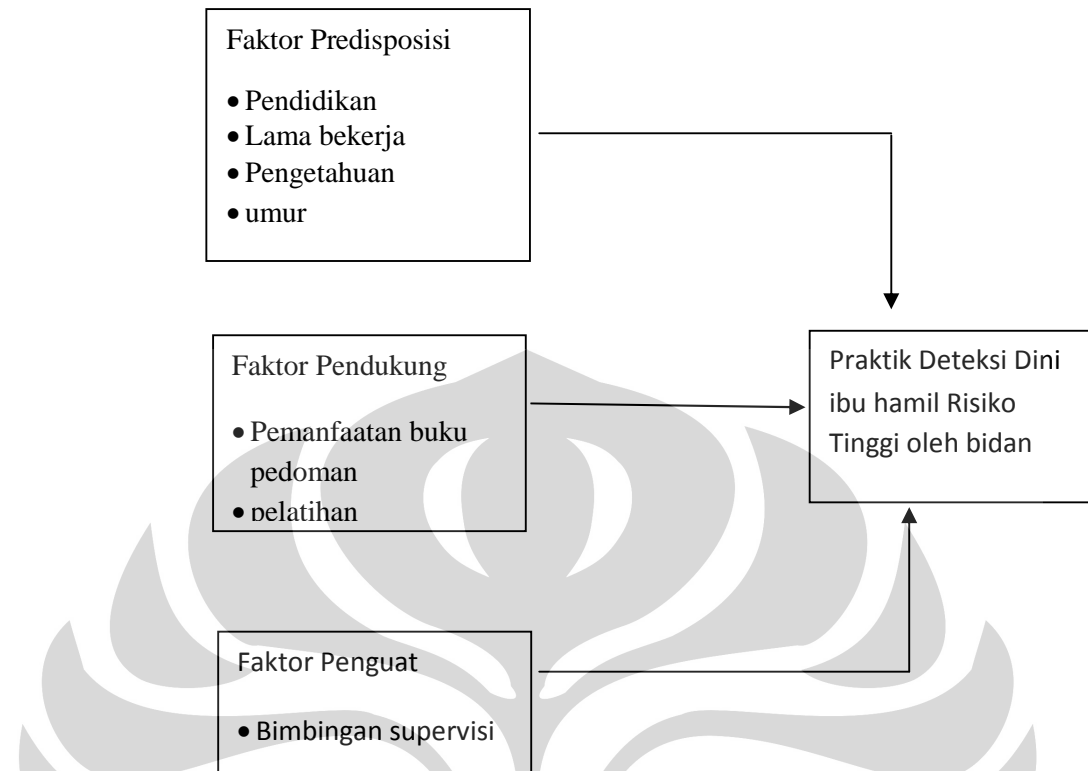 Faktor Predisposisi
• Pendidikan
• Lama bekerja
• Pengetahuan
• umur
Faktor Pendukung
• Pemanfaatan buku
pedoman
• pelatihan
Praktik Deteksi Dini
ibu hamil Risiko
Tinggi oleh bidan
Faktor Penguat
• Bimbingan supervisi